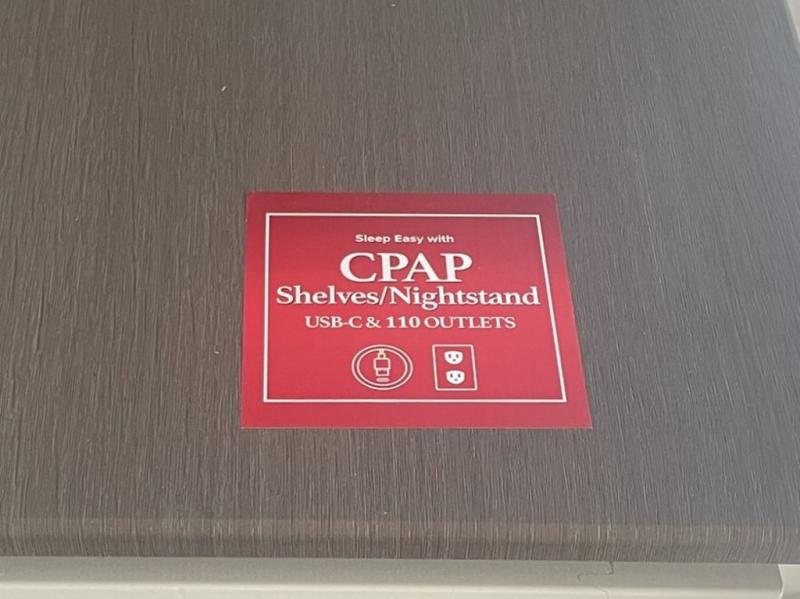 Sleep Easy with
CPAP
Shelves/Nightstand
USB-C & 110 OUTLETS